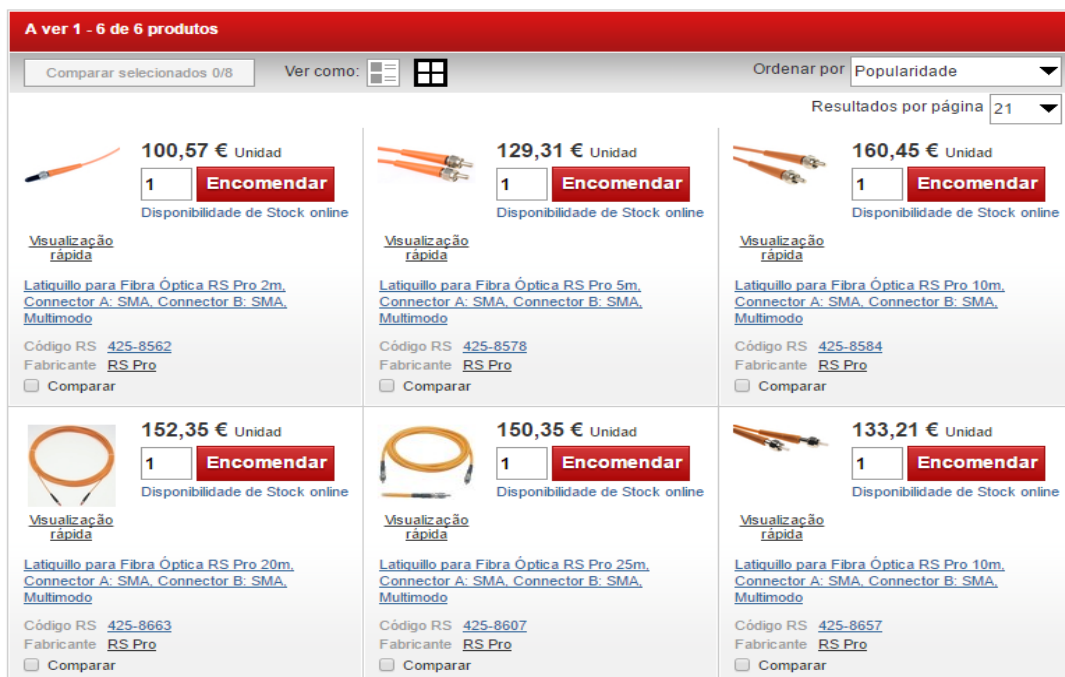 A ver 1 - 6 de 6 produtos
Comparar selecionados 0/8
Ver como:
Ordenar por
Popularidade
Resultados por página
21
100,57 € Unidad
1
Encomendar
Disponibilidade de Stock online
Visualização
rápida
Latiguillo para Fibra Óptica RS Pro 2m,
Connector A: SMA, Connector B: SMA,
Multimodo
Código RS 425-8562
Fabricante RS Pro
Comparar
129,31 € Unidad
1
Encomendar
Disponibilidade de Stock online
Visualização
rápida
Latiguillo para Fibra Óptica RS Pro 5m,
Connector A: SMA, Connector B: SMA,
Multimodo
Código RS 425-8578
Fabricante RS Pro
Comparar
160,45 € Unidad
1
Encomendar
Disponibilidade de Stock online
Visualização
rápida
Latiguillo para Fibra Óptica RS Pro 10m,
Connector A: SMA, Connector B: SMA,
Multimodo
Código RS 425-8584
Fabricante RS Pro
Comparar
152,35 € Unidad
1
Encomendar
Disponibilidade de Stock online
Visualização
rápida
Latiguillo para Fibra Óptica RS Pro 20m,
Connector A: SMA, Connector B: SMA,
Multimodo
Código RS 425-8663
Fabricante RS Pro
Comparar
150,35 € Unidad
1
Encomendar
Disponibilidade de Stock online
Visualização
rápida
Latiguillo para Fibra Óptica RS Pro 25m,
Connector A: SMA, Connector B: SMA,
Multimodo
Código RS 425-8607
Fabricante RS Pro
Comparar
133,21 € Unidad
1
Encomendar
Disponibilidade de Stock online
Visualização
rápida
Latiguillo para Fibra Óptica RS Pro 10m,
Connector A: SMA, Connector B: SMA,
Multimodo
Código RS 425-8657
Fabricante RS Pro
Comparar